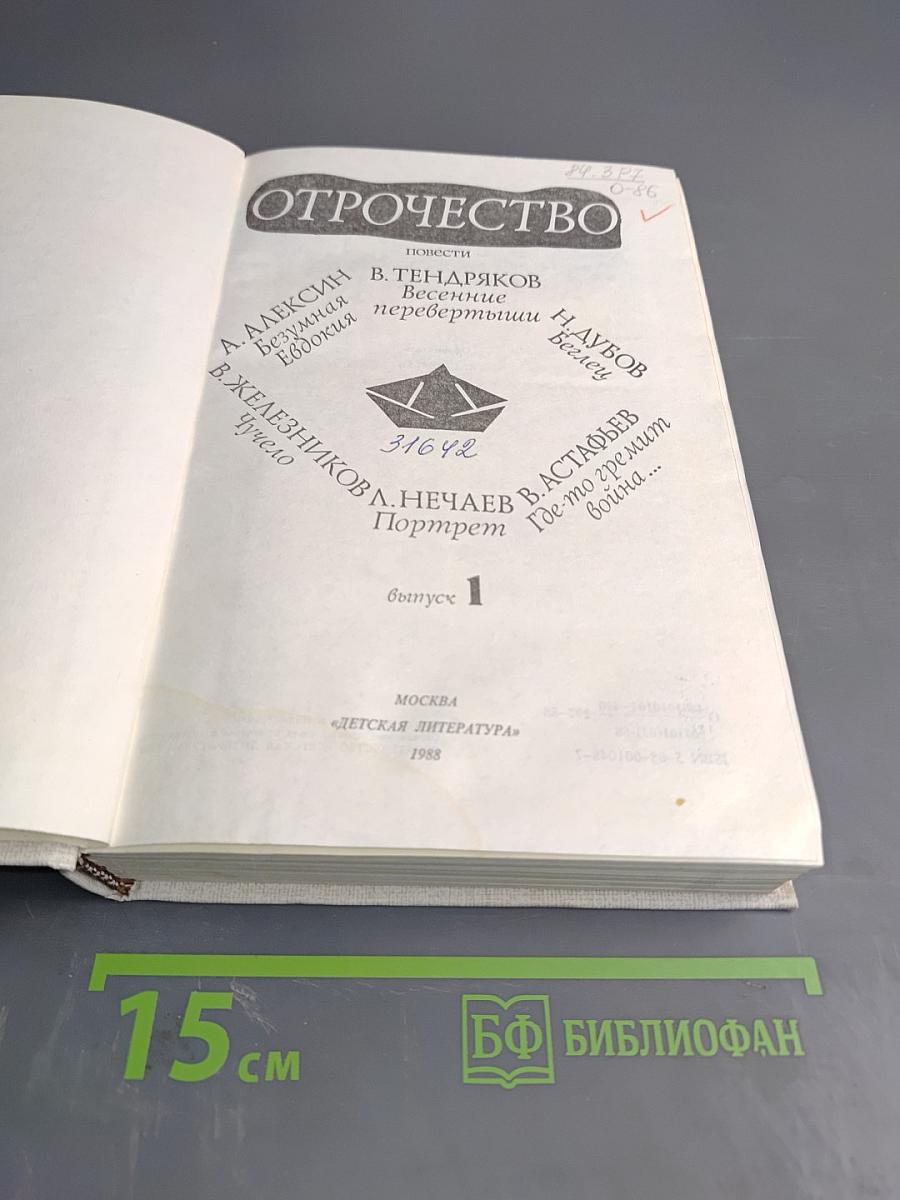 84.3Р7
О-86
ОТРОЧЕСТВО
ПОВЕСТИ
В. ТЕНДРЯКОВ
Весенние
перевертыши
А. АЛЕКСИН
Безумная
Евдокия
Н. ДУБОВ
Беглец
В. ЖЕЛЕЗНИКОВ
Чучело
31642
В. АСТАФЬЕВ
Где-то гремит
война...
Л. НЕЧАЕВ
Портрет
выпуск 1
МОСКВА
«ДЕТСКАЯ ЛИТЕРАТУРА»
1988
15 см
БФ БИБЛИОФАН